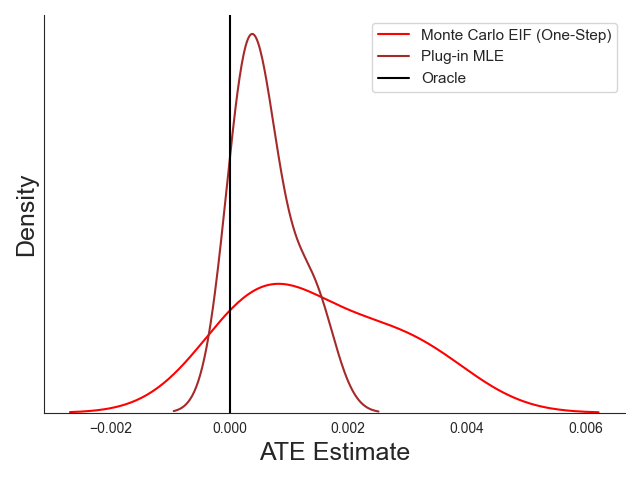 Monte Carlo EIF (One-Step)
Plug-in MLE
Oracle
Density
−0.002
0.000
0.002
0.004
0.006
ATE Estimate